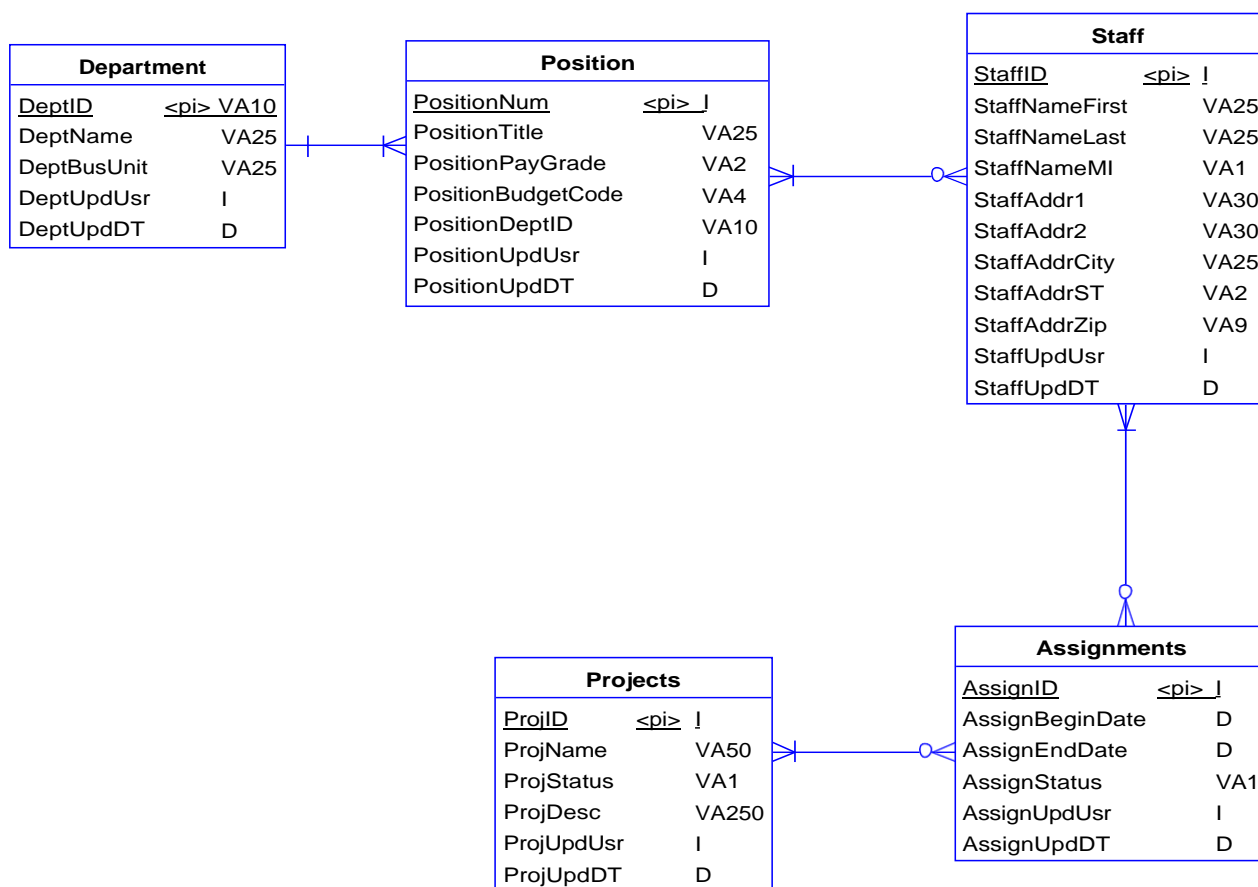 Department
DeptID <pi> VA10
DeptName VA25
DeptBusUnit VA25
DeptUpdUsr I
DeptUpdDT D
Position
PositionNum <pi> I
PositionTitle VA25
PositionPayGrade VA2
PositionBudgetCode VA4
PositionDeptID VA10
PositionUpdUsr I
PositionUpdDT D
Staff
StaffID <pi> I
StaffNameFirst VA25
StaffNameLast VA25
StaffNameMI VA1
StaffAddr1 VA30
StaffAddr2 VA30
StaffAddrCity VA25
StaffAddrST VA2
StaffAddrZip VA9
StaffUpdUsr I
StaffUpdDT D
Projects
ProjID <pi> I
ProjName VA50
ProjStatus VA1
ProjDesc VA250
ProjUpdUsr I
ProjUpdDT D
Assignments
AssignID <pi> I
AssignBeginDate D
AssignEndDate D
AssignStatus VA1
AssignUpdUsr I
AssignUpdDT D